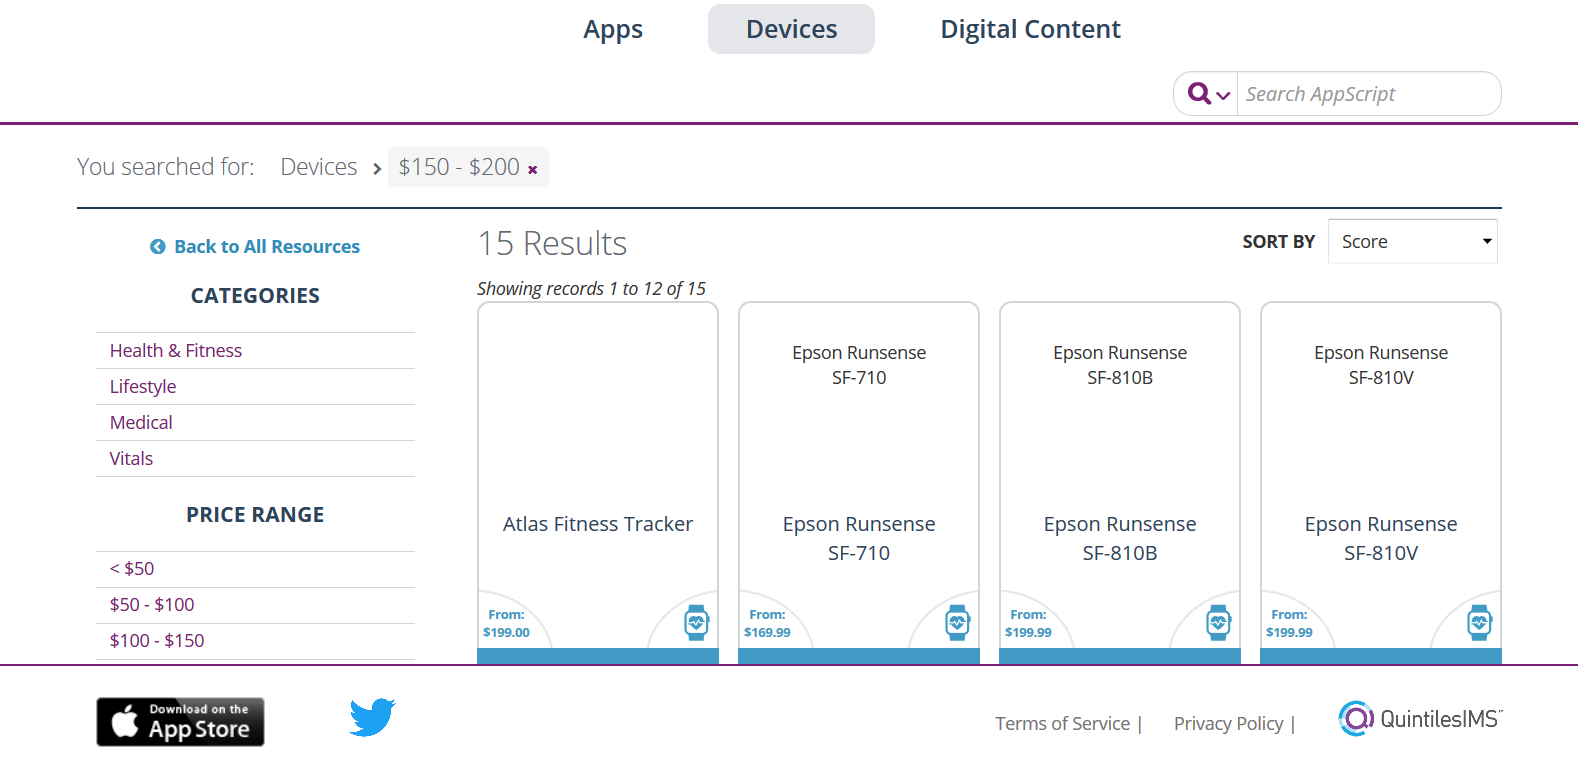 Apps
Devices
Digital Content
Search AppScript
You searched for:
Devices
$150 - $200
Back to All Resources
CATEGORIES
Health & Fitness
Lifestyle
Medical
Vitals
PRICE RANGE
< $50
$50 - $100
$100 - $150
15 Results
SORT BY
Score
Showing records 1 to 12 of 15
Atlas Fitness Tracker
From:
$199.00
Epson Runsense
SF-710
Epson Runsense
SF-710
From:
$169.99
Epson Runsense
SF-810B
Epson Runsense
SF-810B
From:
$199.99
Epson Runsense
SF-810V
Epson Runsense
SF-810V
From:
$199.99
Download on the
App Store
Terms of Service |
Privacy Policy |
QuintilesIMS™